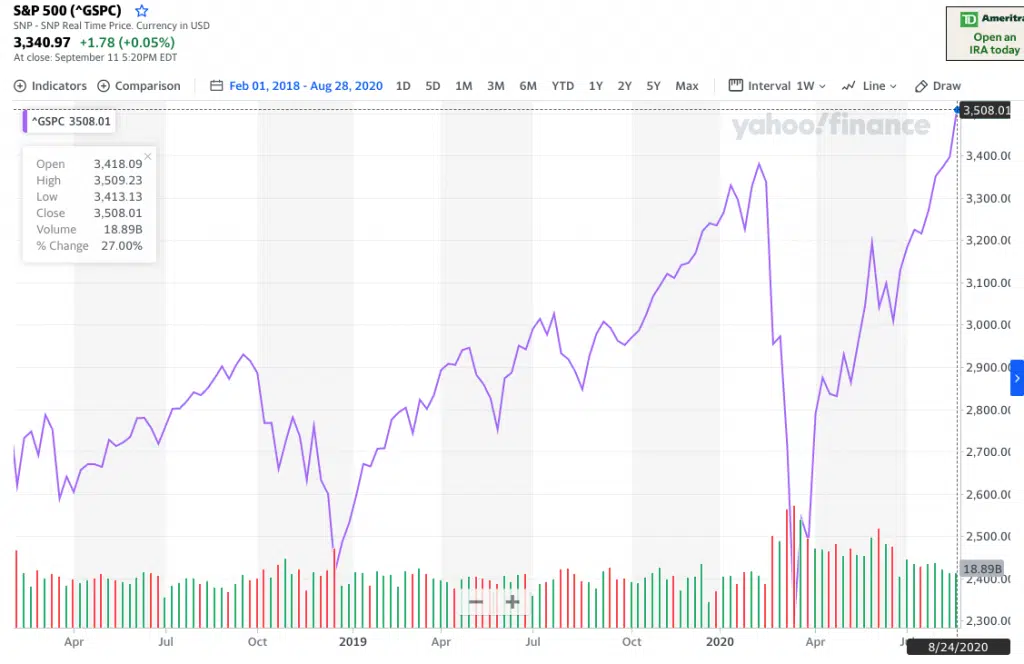 S&P 500 (^GSPC)
SNP - SNP Real Time Price. Currency in USD
3,340.97 +1.78 (+0.05%)
At close: September 11 5:20PM EDT
TD Ameritra
Open an
IRA today
Indicators Comparison Feb 01, 2018 - Aug 28, 2020 1D 5D 1M 3M 6M YTD 1Y 2Y 5Y Max Interval 1W Line Draw
^GSPC 3508.01
yahoo!finance
3,508.01
Open 3,418.09
High 3,509.23
Low 3,413.13
Close 3,508.01
Volume 18.89B
% Change 27.00%
3,400.00
3,300.00
3,200.00
3,100.00
3,000.00
2,900.00
2,800.00
2,700.00
2,600.00
2,500.00
18.89B
2,400.00
2,300.00
Apr Jul Oct 2019 Apr Jul Oct 2020 Apr
8/24/2020